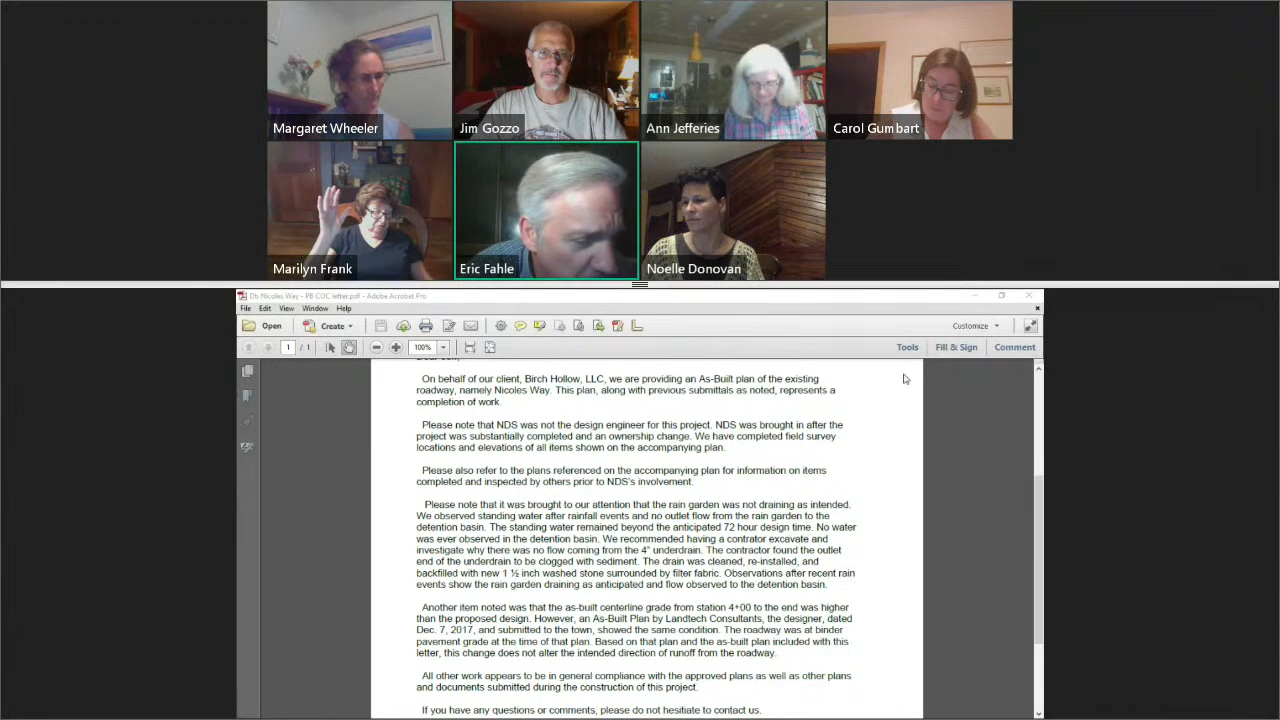 Margaret Wheeler
Jim Gozzo
Ann Jefferies
Carol Gumbart
Marilyn Frank
Eric Fahle
Noelle Donovan
Db Nicoles Way - PB COC letter.pdf - Adobe Acrobat Pro
File Edit View Window Help
Open Create Customize
1 / 1 100% Tools Fill & Sign Comment
On behalf of our client, Birch Hollow, LLC, we are providing an As-Built plan of the existing
roadway, namely Nicoles Way. This plan, along with previous submittals as noted, represents a
completion of work.
Please note that NDS was not the design engineer for this project. NDS was brought in after the
project was substantially completed and an ownership change. We have completed field survey
locations and elevations of all items shown on the accompanying plan.
Please also refer to the plans referenced on the accompanying plan for information on items
completed and inspected by others prior to NDS's involvement.
Please note that it was brought to our attention that the rain garden was not draining as intended.
We observed standing water after rainfall events and no outlet flow from the rain garden to the
detention basin. The standing water remained beyond the anticipated 72 hour design time. No water
was ever observed in the detention basin. We recommended having a contrator excavate and
investigate why there was no flow coming from the 4" underdrain. The contractor found the outlet
end of the underdrain to be clogged with sediment. The drain was cleaned, re-installed, and
backfilled with new 1 ½ inch washed stone surrounded by filter fabric. Observations after recent rain
events show the rain garden draining as anticipated and flow observed to the detention basin.
Another item noted was that the as-built centerline grade from station 4+00 to the end was higher
than the proposed design. However, an As-Built Plan by Landtech Consultants, the designer, dated
Dec. 7, 2017, and submitted to the town, showed the same condition. The roadway was at binder
pavement grade at the time of that plan. Based on that plan and the as-built plan included with this
letter, this change does not alter the intended direction of runoff from the roadway.
All other work appears to be in general compliance with the approved plans as well as other plans
and documents submitted during the construction of this project.
If you have any questions or comments, please do not hesitiate to contact us.